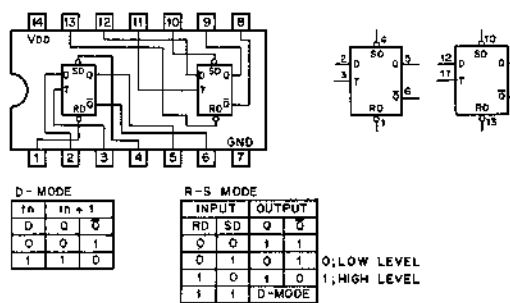 14 13 12 11 10 9 8
VDD
SD SD
D Q D Q
T Q̅ T Q̅
RD RD
GND
1 2 3 4 5 6 7
4 10
SD SD
2 D Q 5 12 D
3 T 11 T
Q̅ 6 Q̅
RD RD
1 13
D-MODE
tn tn + 1
D Q Q̅
0 0 1
1 1 0
R-S MODE
INPUT OUTPUT
RD SD Q Q̅
0 0 1 1
0 1 0 1
1 0 1 0
1 1 D-MODE
0;LOW LEVEL
1;HIGH LEVEL